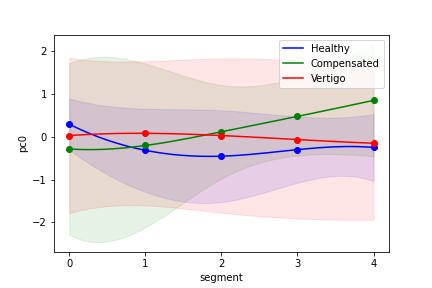 Healthy
Compensated
Vertigo
pc0
2
1
0
−1
−2
0 1 2 3 4
segment